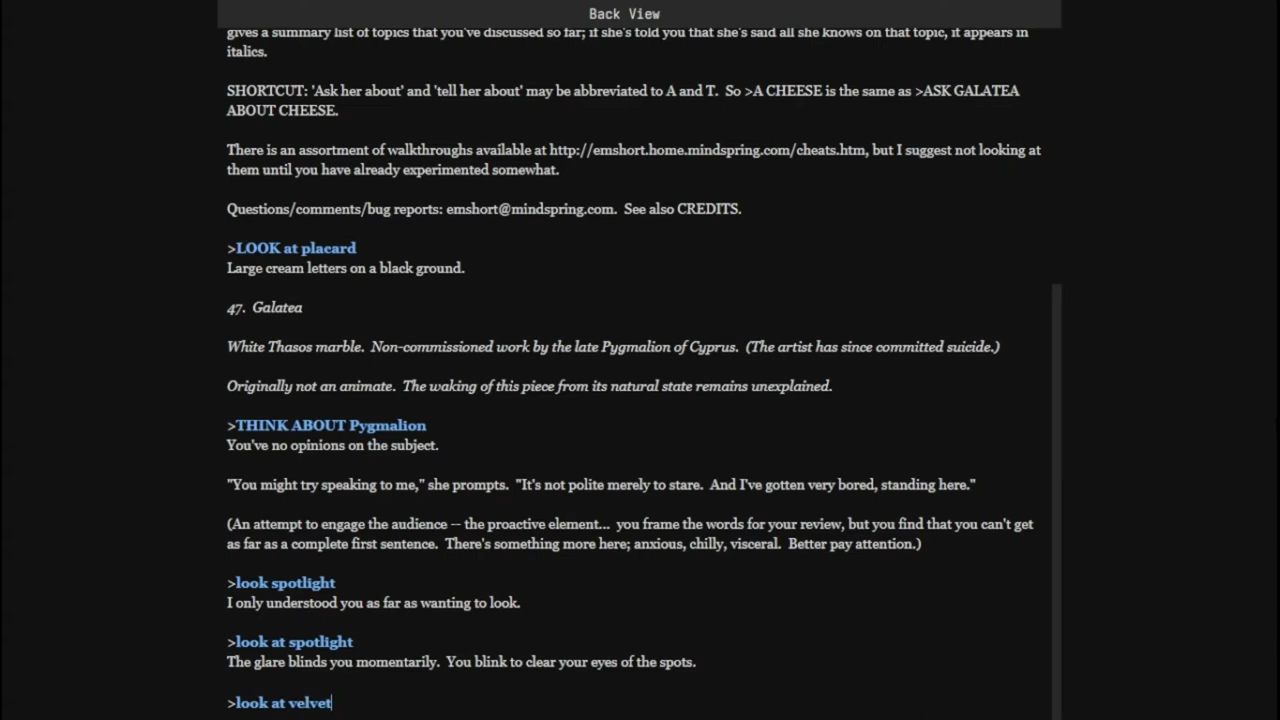 Back View
gives a summary list of topics that you've discussed so far; if she's told you that she's said all she knows on that topic, it appears in
italics.
SHORTCUT: 'Ask her about' and 'tell her about' may be abbreviated to A and T.  So >A CHEESE is the same as >ASK GALATEA
ABOUT CHEESE.
There is an assortment of walkthroughs available at http://emshort.home.mindspring.com/cheats.htm, but I suggest not looking at
them until you have already experimented somewhat.
Questions/comments/bug reports: emshort@mindspring.com.  See also CREDITS.
>LOOK at placard
Large cream letters on a black ground.
47.  Galatea
White Thasos marble.  Non-commissioned work by the late Pygmalion of Cyprus.  (The artist has since committed suicide.)
Originally not an animate.  The waking of this piece from its natural state remains unexplained.
>THINK ABOUT Pygmalion
You've no opinions on the subject.
"You might try speaking to me," she prompts.  "It's not polite merely to stare.  And I've gotten very bored, standing here."
(An attempt to engage the audience -- the proactive element...  you frame the words for your review, but you find that you can't get
as far as a complete first sentence.  There's something more here; anxious, chilly, visceral.  Better pay attention.)
>look spotlight
I only understood you as far as wanting to look.
>look at spotlight
The glare blinds you momentarily.  You blink to clear your eyes of the spots.
>look at velvet